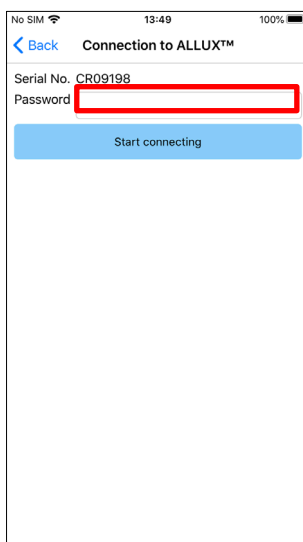 No SIM 13:49 100%
Back Connection to ALLUX™
Serial No. CR09198
Password
Start connecting